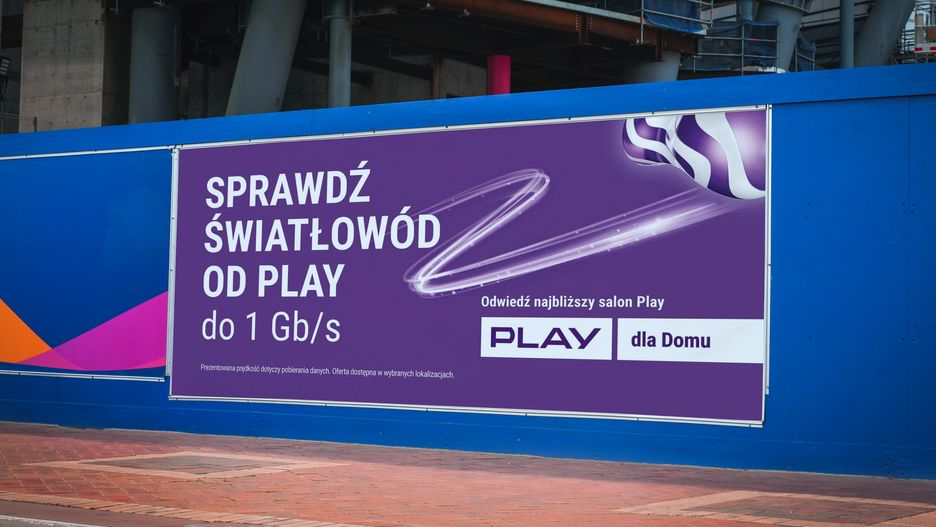 SPRAWDŹ
ŚWIATŁOWÓD
OD PLAY
do 1 Gb/s
Odwiedź najbliższy salon Play
PLAY dla Domu
Prezentowana prędkość dotyczy pobierania danych. Oferta dostępna w wybranych lokalizacjach.